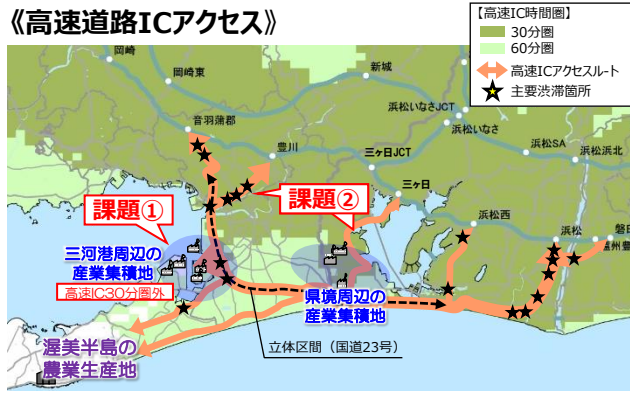 《高速道路ICアクセス》
【高速IC時間圏】
30分圏
60分圏
高速ICアクセスルート
主要渋滞箇所
岡崎
岡崎東
新城
浜松いなさJCT
浜松いなさ
音羽蒲郡
豊川
三ヶ日JCT
浜松SA
浜松浜北
三ヶ日
課題①
課題②
浜松西
浜松
磐田
遠州豊田
三河港周辺の
産業集積地
高速IC30分圏外
県境周辺の
産業集積地
立体区間（国道23号）
渥美半島の
農業生産地